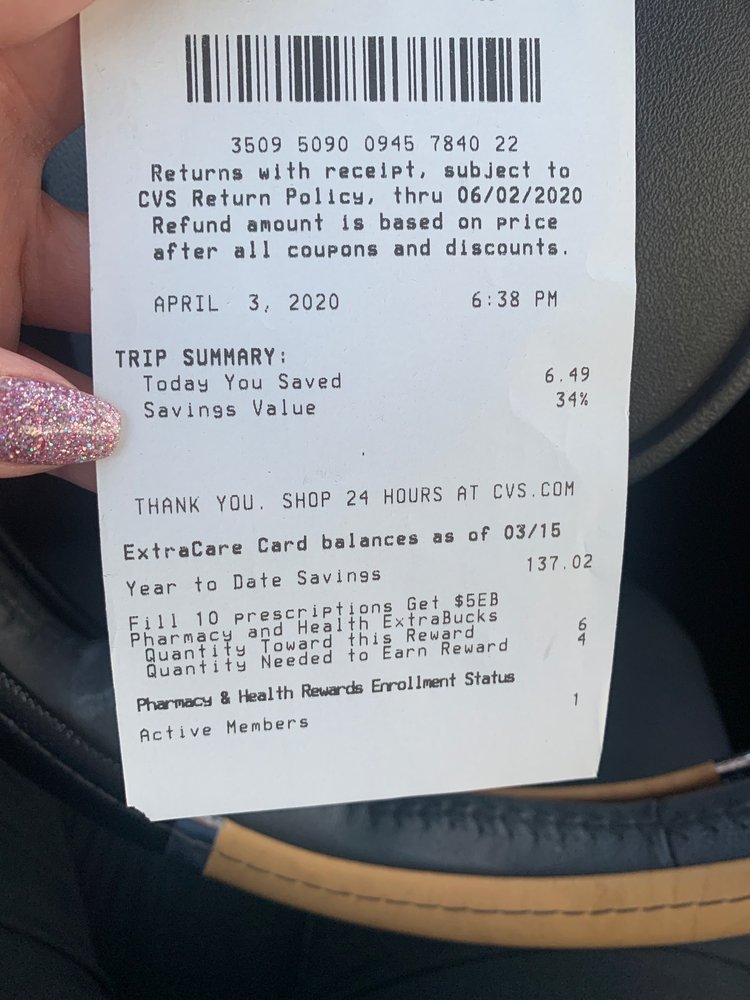 3509 5090 0945 7840 22
Returns with receipt, subject to
CVS Return Policy, thru 06/02/2020
Refund amount is based on price
after all coupons and discounts.
APRIL 3, 2020 6:38 PM
TRIP SUMMARY:
Today You Saved 6.49
Savings Value 34%
THANK YOU. SHOP 24 HOURS AT CVS.COM
ExtraCare Card balances as of 03/15
Year to Date Savings 137.02
Fill 10 prescriptions Get $5EB
Pharmacy and Health ExtraBucks
Quantity Toward this Reward 6
Quantity Needed to Earn Reward 4
Pharmacy & Health Rewards Enrollment Status
Active Members 1